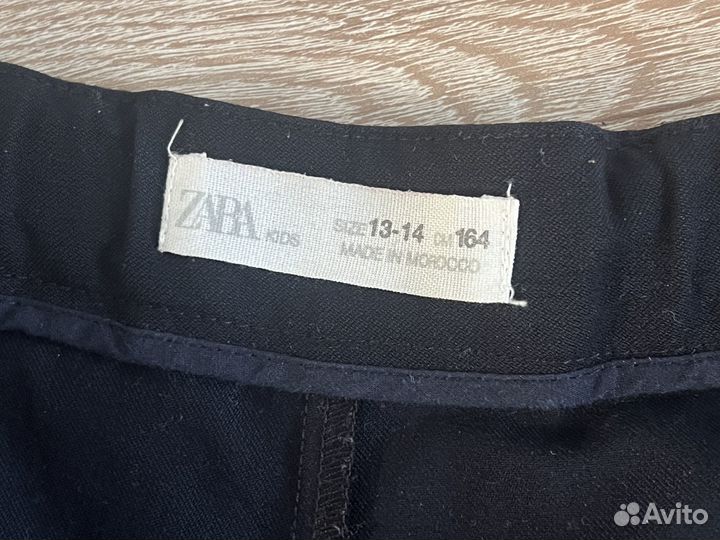 ZARA KIDS
SIZE 13-14 CM 164
MADE IN MOROCCO
Avito